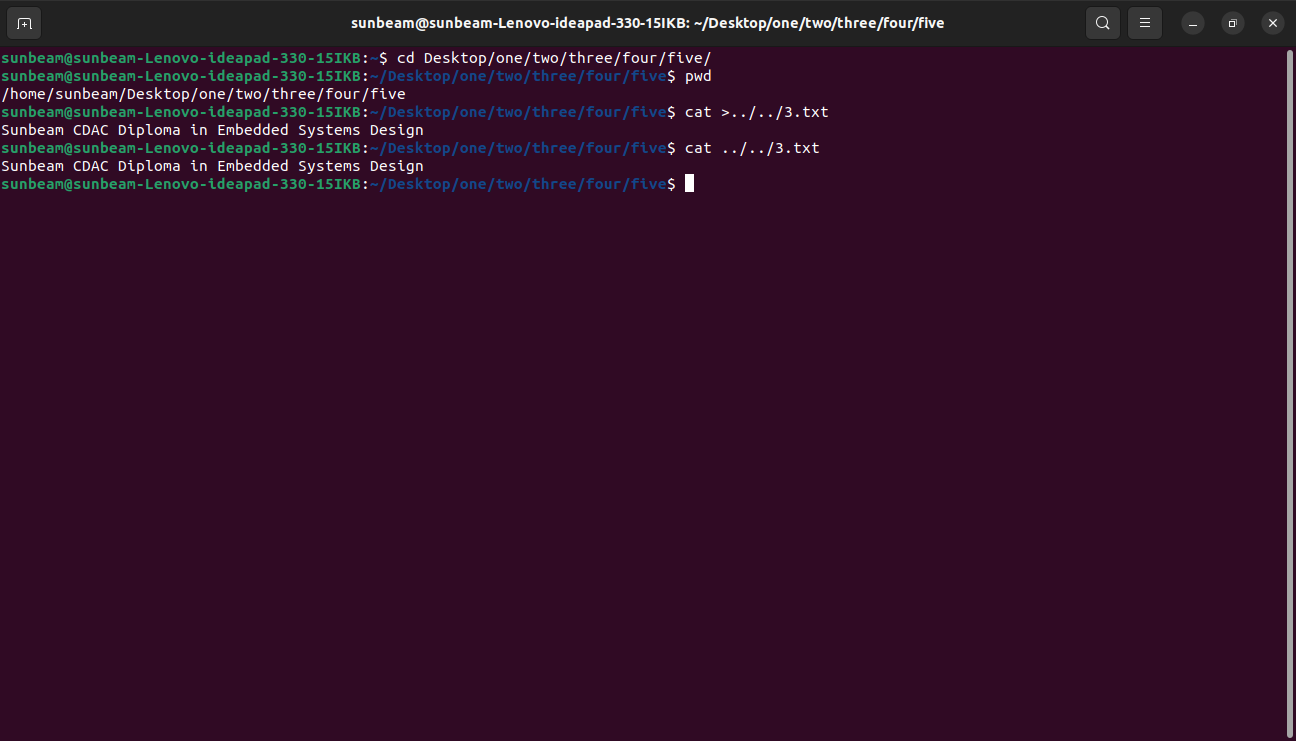 sunbeam@sunbeam-Lenovo-ideapad-330-15IKB: ~/Desktop/one/two/three/four/five
sunbeam@sunbeam-Lenovo-ideapad-330-15IKB:~$ cd Desktop/one/two/three/four/five/
sunbeam@sunbeam-Lenovo-ideapad-330-15IKB:~/Desktop/one/two/three/four/five$ pwd
/home/sunbeam/Desktop/one/two/three/four/five
sunbeam@sunbeam-Lenovo-ideapad-330-15IKB:~/Desktop/one/two/three/four/five$ cat >../../3.txt
Sunbeam CDAC Diploma in Embedded Systems Design
sunbeam@sunbeam-Lenovo-ideapad-330-15IKB:~/Desktop/one/two/three/four/five$ cat ../../3.txt
Sunbeam CDAC Diploma in Embedded Systems Design
sunbeam@sunbeam-Lenovo-ideapad-330-15IKB:~/Desktop/one/two/three/four/five$